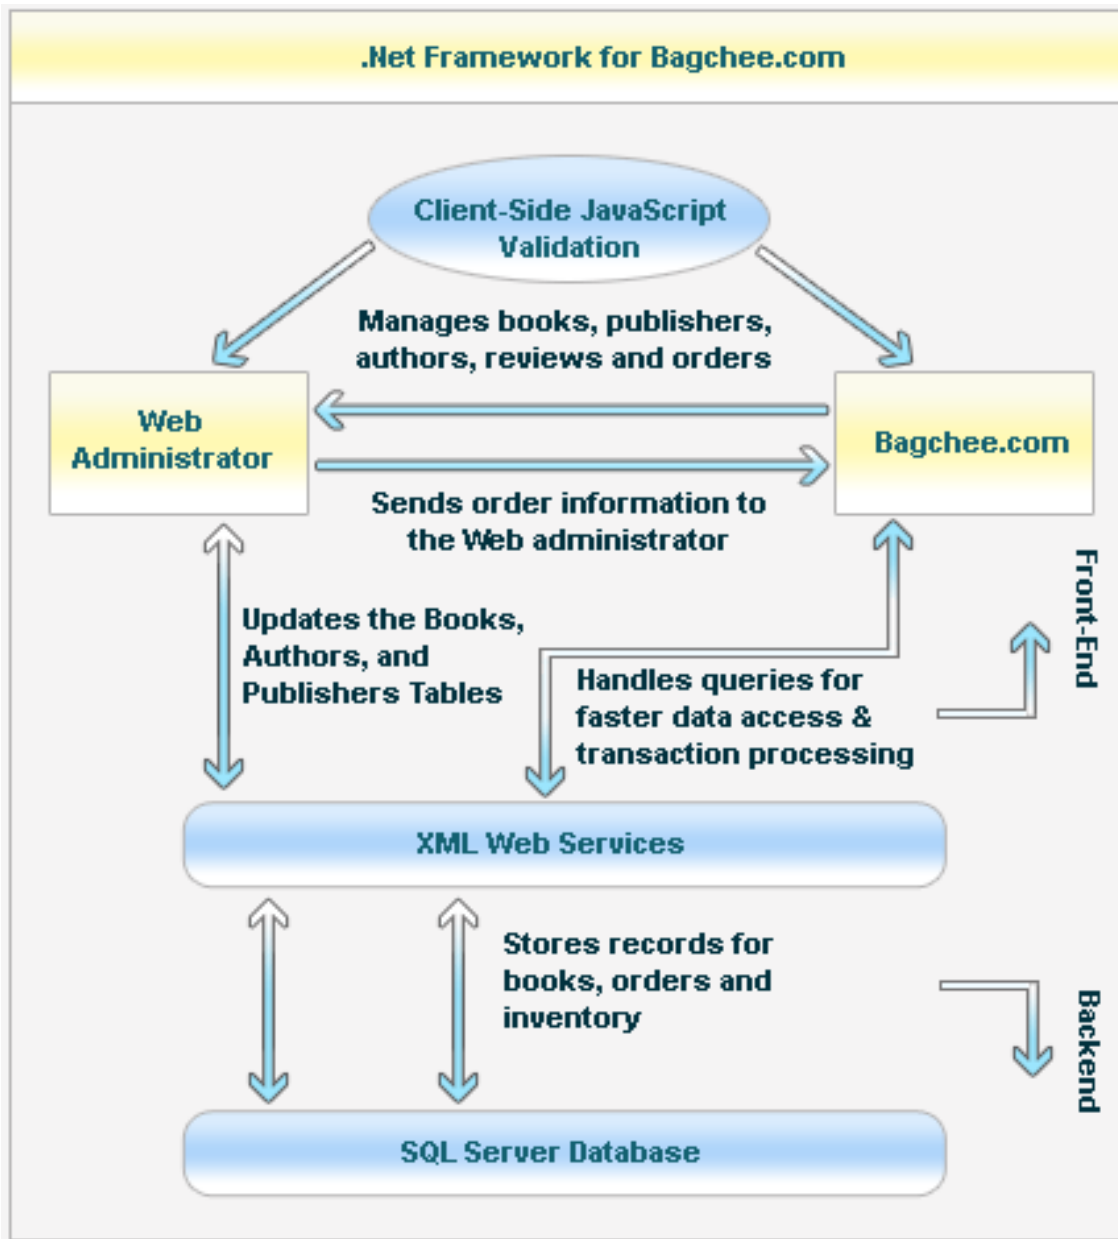 .Net Framework for Bagchee.com
Client-Side JavaScript
Validation
Manages books, publishers,
authors, reviews and orders
Web
Administrator
Bagchee.com
Sends order information to
the Web administrator
Front-End
Updates the Books,
Authors, and
Publishers Tables
Handles queries for
faster data access &
transaction processing
XML Web Services
Stores records for
books, orders and
inventory
Backend
SQL Server Database